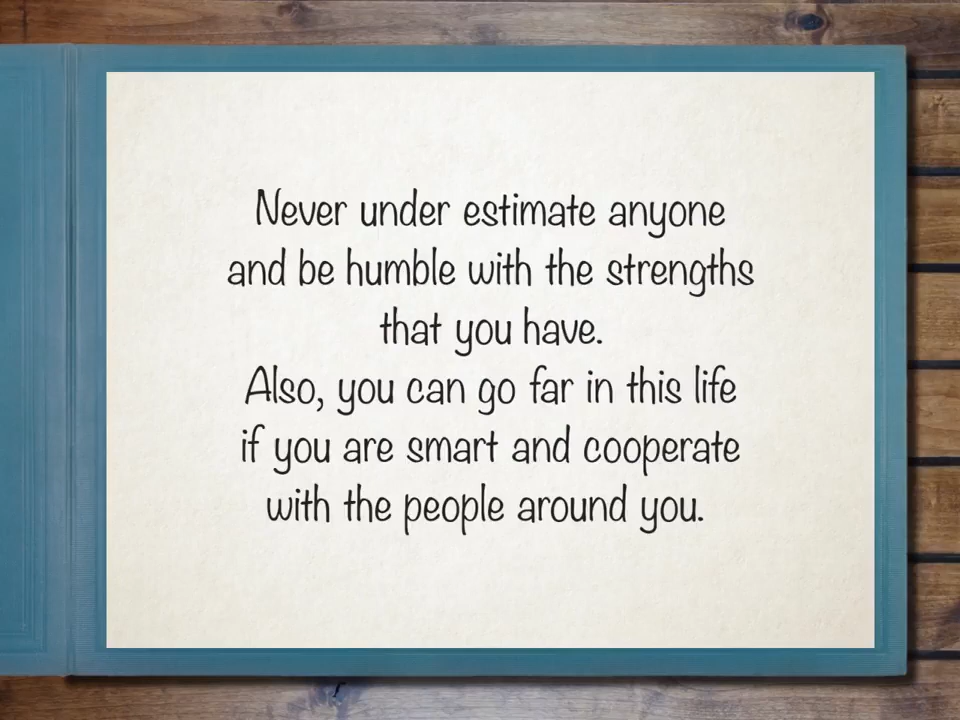 Never under estimate anyone
and be humble with the strengths
that you have.
Also, you can go far in this life
if you are smart and cooperate
with the people around you.